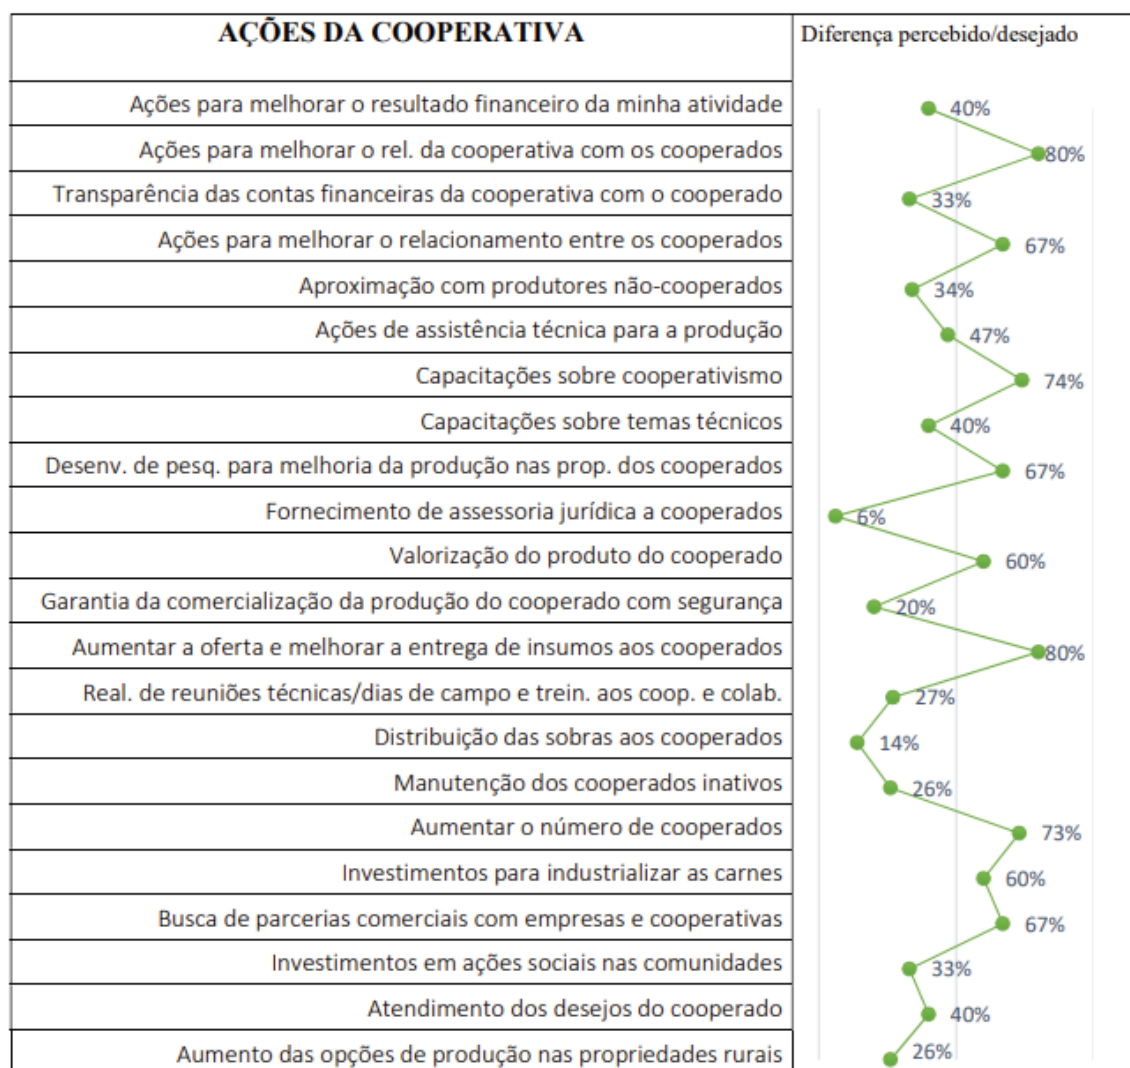 AÇÕES DA COOPERATIVA Diferença percebido/desejado
Ações para melhorar o resultado financeiro da minha atividade 40%
Ações para melhorar o rel. da cooperativa com os cooperados 80%
Transparência das contas financeiras da cooperativa com o cooperado 33%
Ações para melhorar o relacionamento entre os cooperados 67%
Aproximação com produtores não-cooperados 34%
Ações de assistência técnica para a produção 47%
Capacitações sobre cooperativismo 74%
Capacitações sobre temas técnicos 40%
Desenv. de pesq. para melhoria da produção nas prop. dos cooperados 67%
Fornecimento de assessoria jurídica a cooperados 6%
Valorização do produto do cooperado 60%
Garantia da comercialização da produção do cooperado com segurança 20%
Aumentar a oferta e melhorar a entrega de insumos aos cooperados 80%
Real. de reuniões técnicas/dias de campo e trein. aos coop. e colab. 27%
Distribuição das sobras aos cooperados 14%
Manutenção dos cooperados inativos 26%
Aumentar o número de cooperados 73%
Investimentos para industrializar as carnes 60%
Busca de parcerias comerciais com empresas e cooperativas 67%
Investimentos em ações sociais nas comunidades 33%
Atendimento dos desejos do cooperado 40%
Aumento das opções de produção nas propriedades rurais 26%